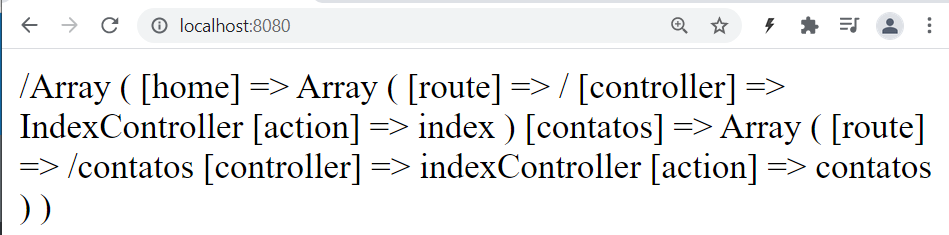 localhost:8080
/Array ( [home] => Array ( [route] => / [controller] =>
IndexController [action] => index ) [contatos] => Array ( [route]
=> /contatos [controller] => indexController [action] => contatos
) )